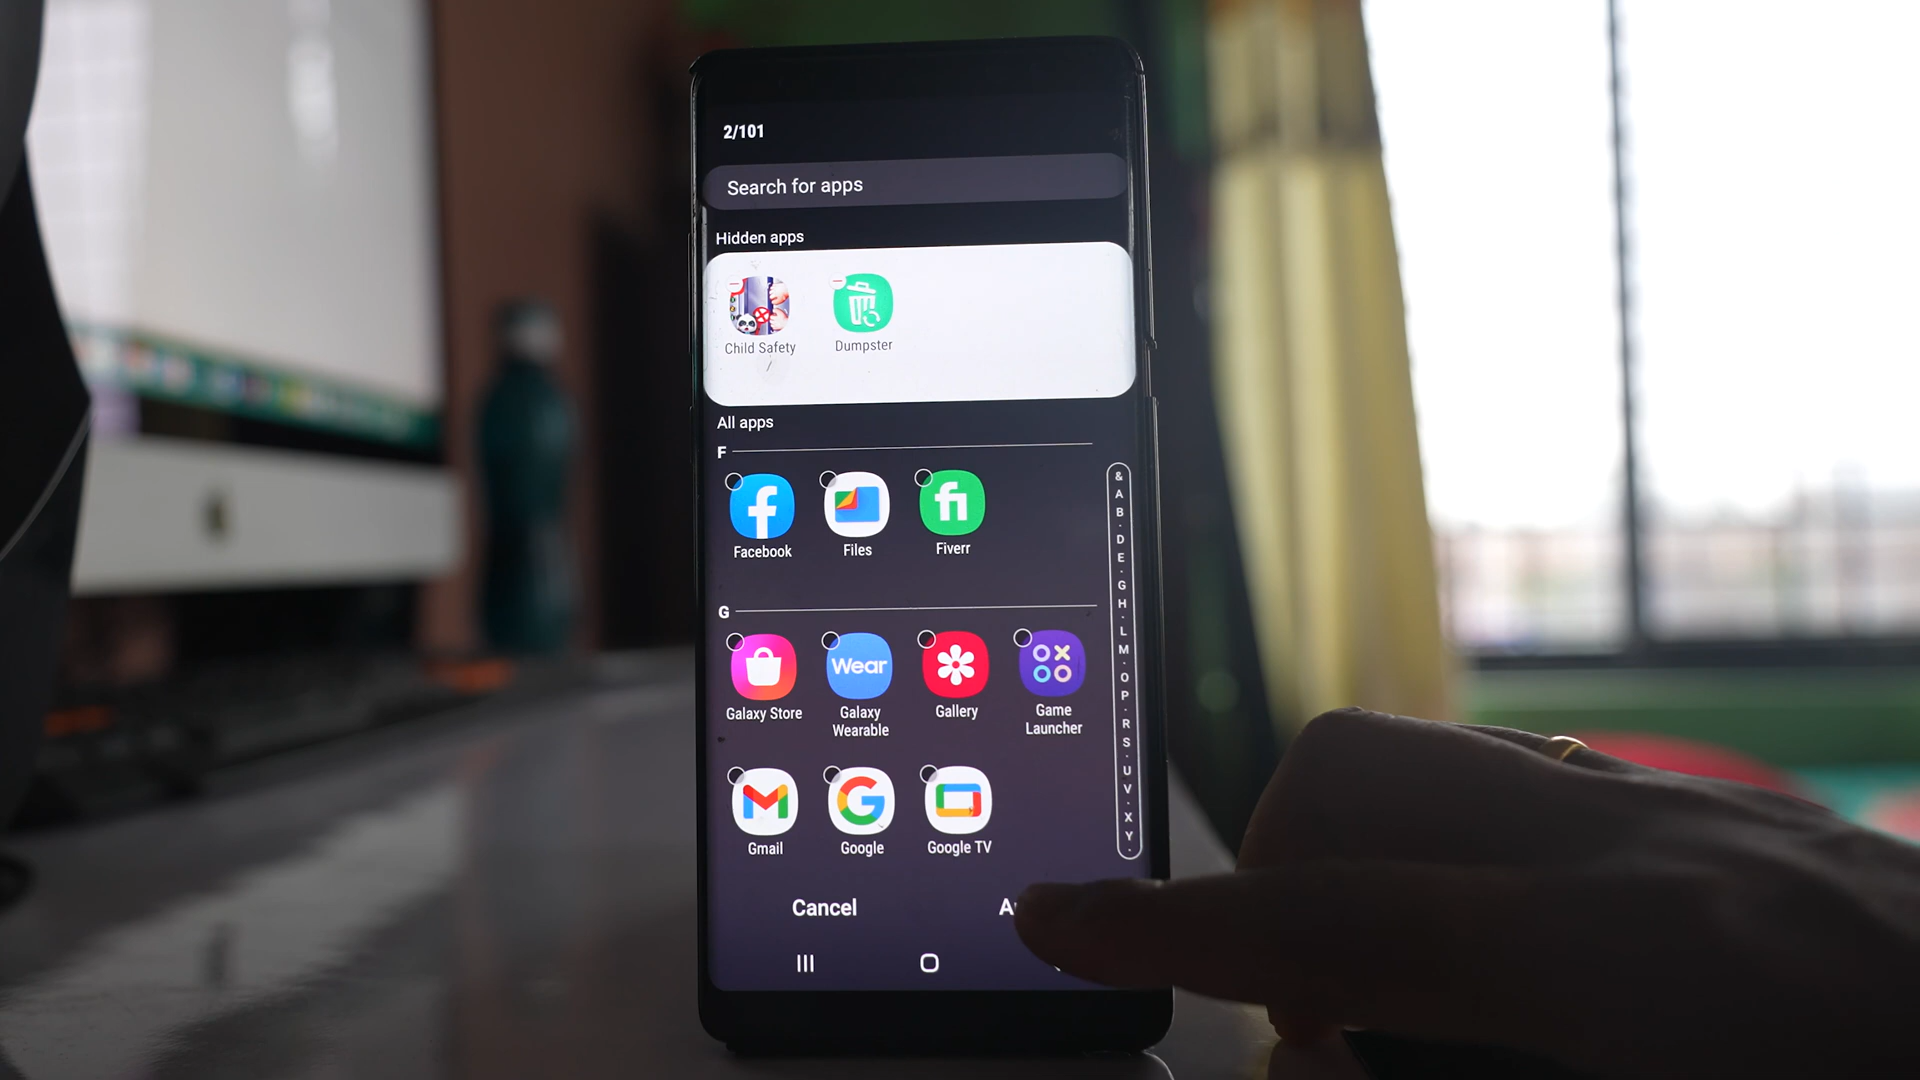 2/101
Search for apps
Hidden apps
Child Safety
Dumpster
All apps
F
Facebook
Files
Fiverr
G
Wear
Galaxy Store
Galaxy Wearable
Gallery
Game Launcher
Gmail
Google
Google TV
Cancel
&
A
B
D
E
G
H
L
M
O
P
R
S
U
V
X
Y